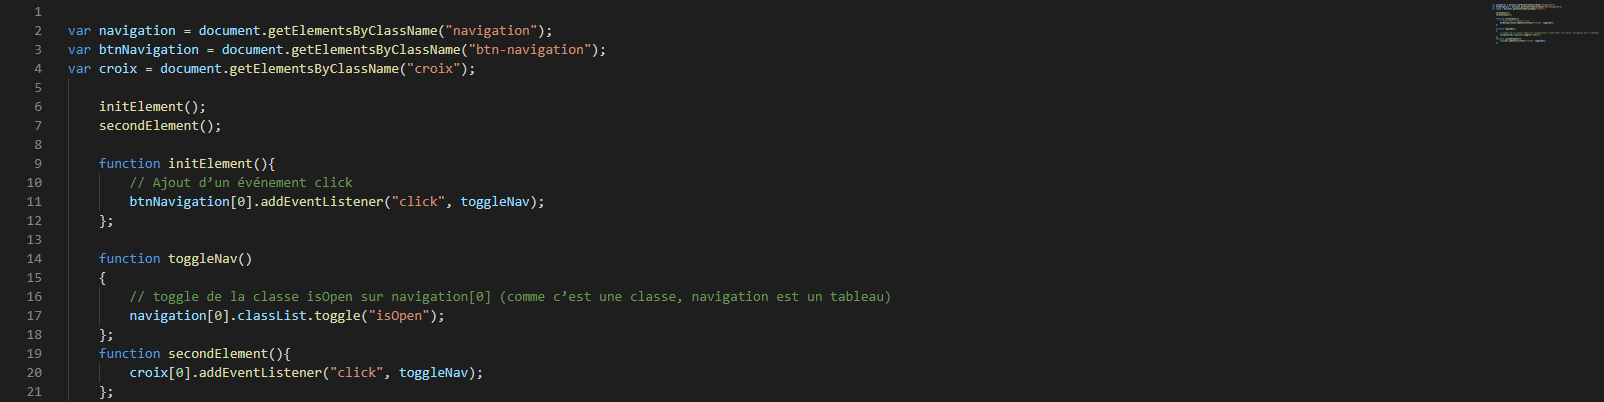 1
2 var navigation = document.getElementsByClassName("navigation");
3 var btnNavigation = document.getElementsByClassName("btn-navigation");
4 var croix = document.getElementsByClassName("croix");
5
6 initElement();
7 secondElement();
8
9 function initElement(){
10 // Ajout d’un événement click
11 btnNavigation[0].addEventListener("click", toggleNav);
12 };
13
14 function toggleNav()
15 {
16 // toggle de la classe isOpen sur navigation[0] (comme c’est une classe, navigation est un tableau)
17 navigation[0].classList.toggle("isOpen");
18 };
19 function secondElement(){
20 croix[0].addEventListener("click", toggleNav);
21 };